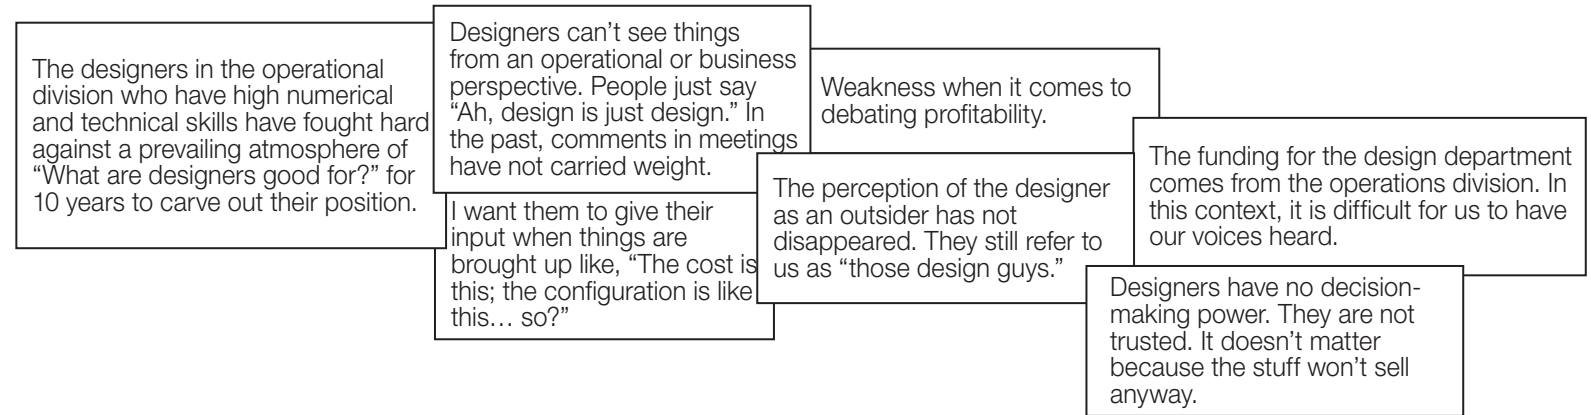 The designers in the operational
division who have high numerical
and technical skills have fought hard
against a prevailing atmosphere of
“What are designers good for?” for
10 years to carve out their position.
Designers can’t see things
from an operational or business
perspective. People just say
“Ah, design is just design.” In
the past, comments in meetings
have not carried weight.
I want them to give their
input when things are
brought up like, “The cost is
this; the configuration is like
this… so?”
Weakness when it comes to
debating profitability.
The perception of the designer
as an outsider has not
disappeared. They still refer to
us as “those design guys.”
The funding for the design department
comes from the operations division. In
this context, it is difficult for us to have
our voices heard.
Designers have no decision-
making power. They are not
trusted. It doesn’t matter
because the stuff won’t sell
anyway.